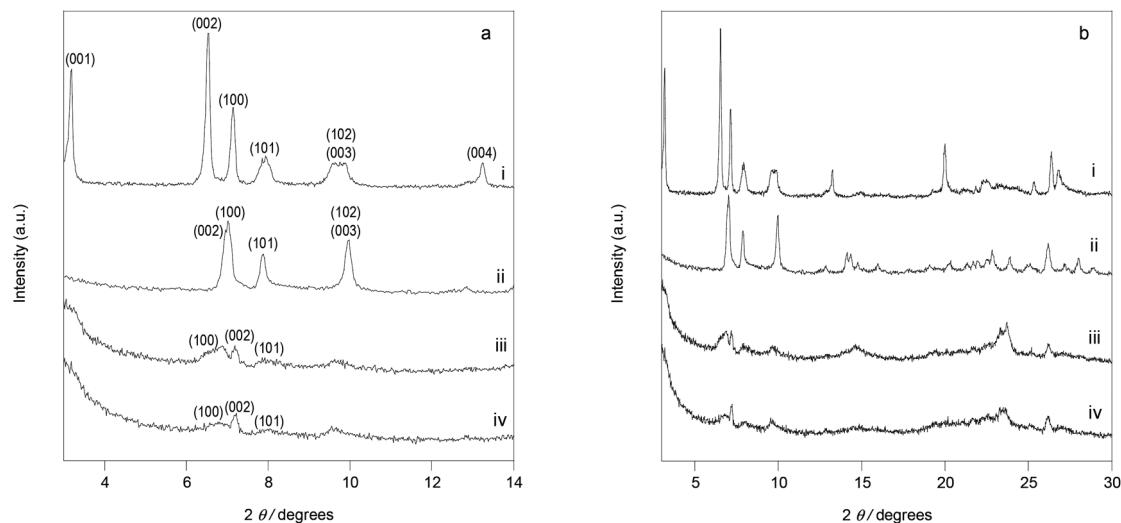 a
(002)
(001)
(100)
(102)
(101)
(003)
(004)
i
(100)
(102)
(002)
(003)
(101)
ii
(002)
(100)
(101)
iii
(002)
(100)
(101)
iv
4
6
8
10
12
14
2 θ / degrees
Intensity (a.u.)
b
i
ii
iii
iv
5
10
15
20
25
30
2 θ / degrees
Intensity (a.u.)